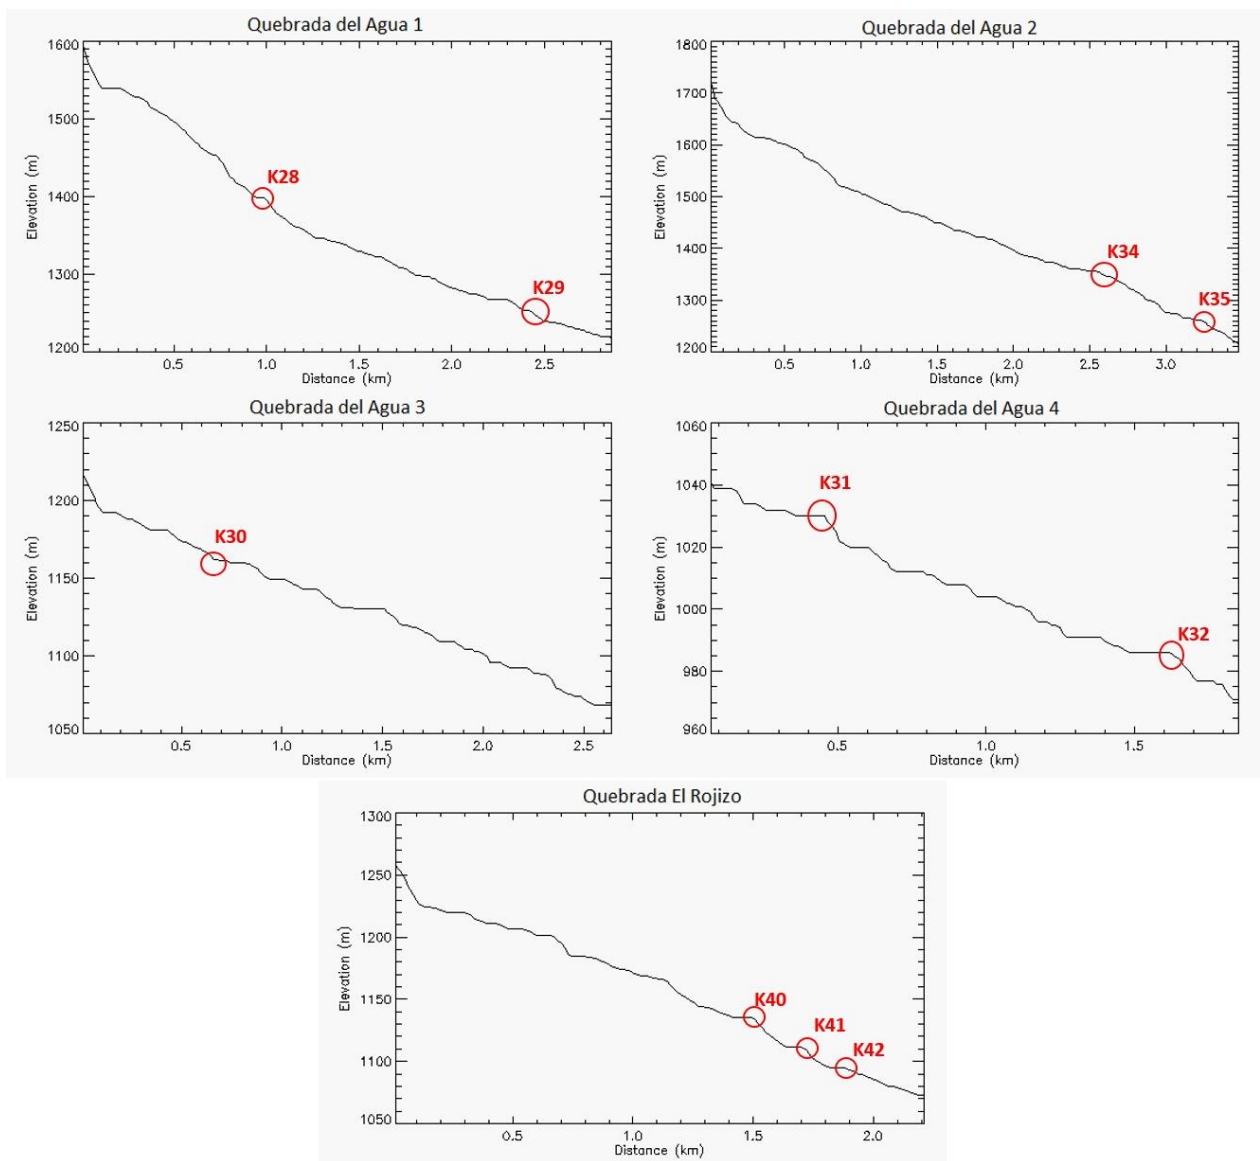 Quebrada del Agua 1
1600
1500
1400
1300
1200
Elevation (m)
K28
K29
0.5 1.0 1.5 2.0 2.5
Distance (km)
Quebrada del Agua 2
1800
1700
1600
1500
1400
1300
1200
Elevation (m)
K34
K35
0.5 1.0 1.5 2.0 2.5 3.0
Distance (km)
Quebrada del Agua 3
1250
1200
1150
1100
1050
Elevation (m)
K30
0.5 1.0 1.5 2.0 2.5
Distance (km)
Quebrada del Agua 4
1060
1040
1020
1000
980
960
Elevation (m)
K31
K32
0.5 1.0 1.5
Distance (km)
Quebrada El Rojizo
1300
1250
1200
1150
1100
1050
Elevation (m)
K40
K41
K42
0.5 1.0 1.5 2.0
Distance (km)